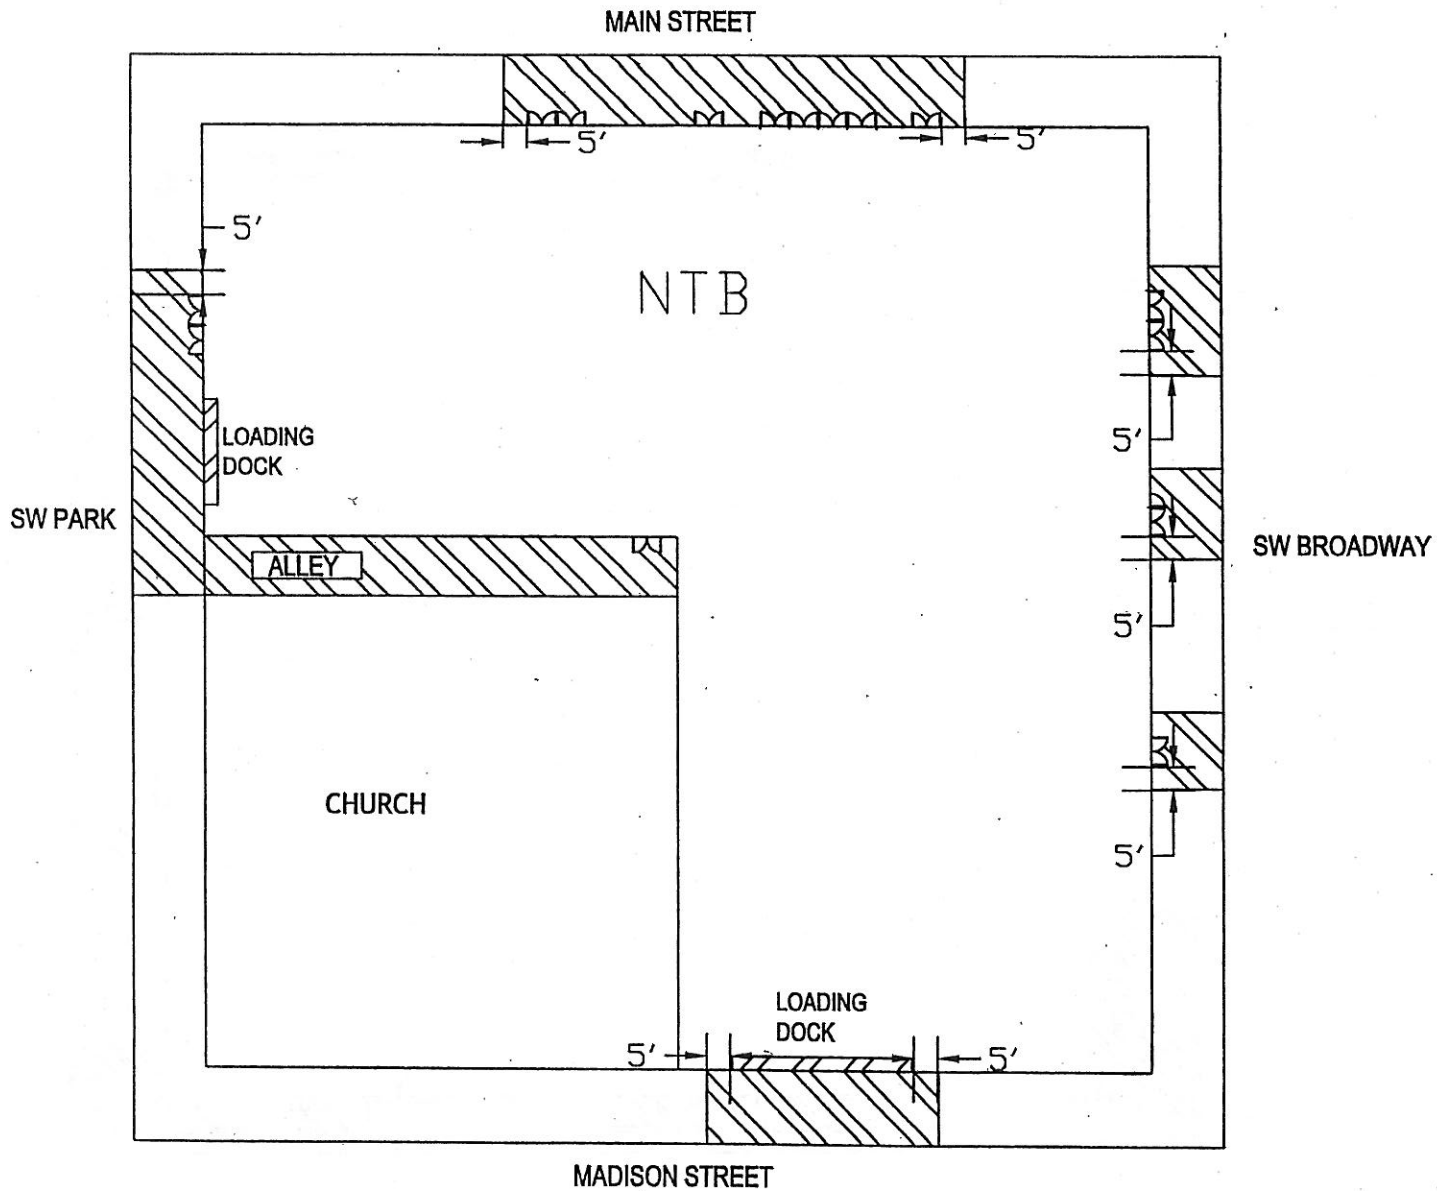 MAIN STREET
5'
5'
5'
NTB
5'
LOADING
DOCK
SW PARK
ALLEY
SW BROADWAY
5'
CHURCH
5'
LOADING
DOCK
5'
5'
MADISON STREET